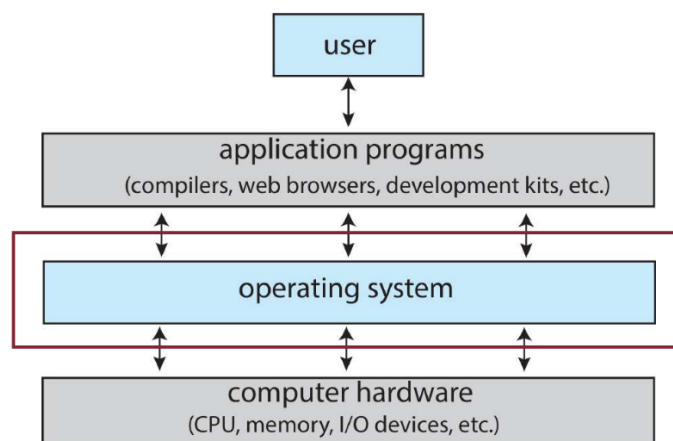 user
application programs
(compilers, web browsers, development kits, etc.)
operating system
computer hardware
(CPU, memory, I/O devices, etc.)